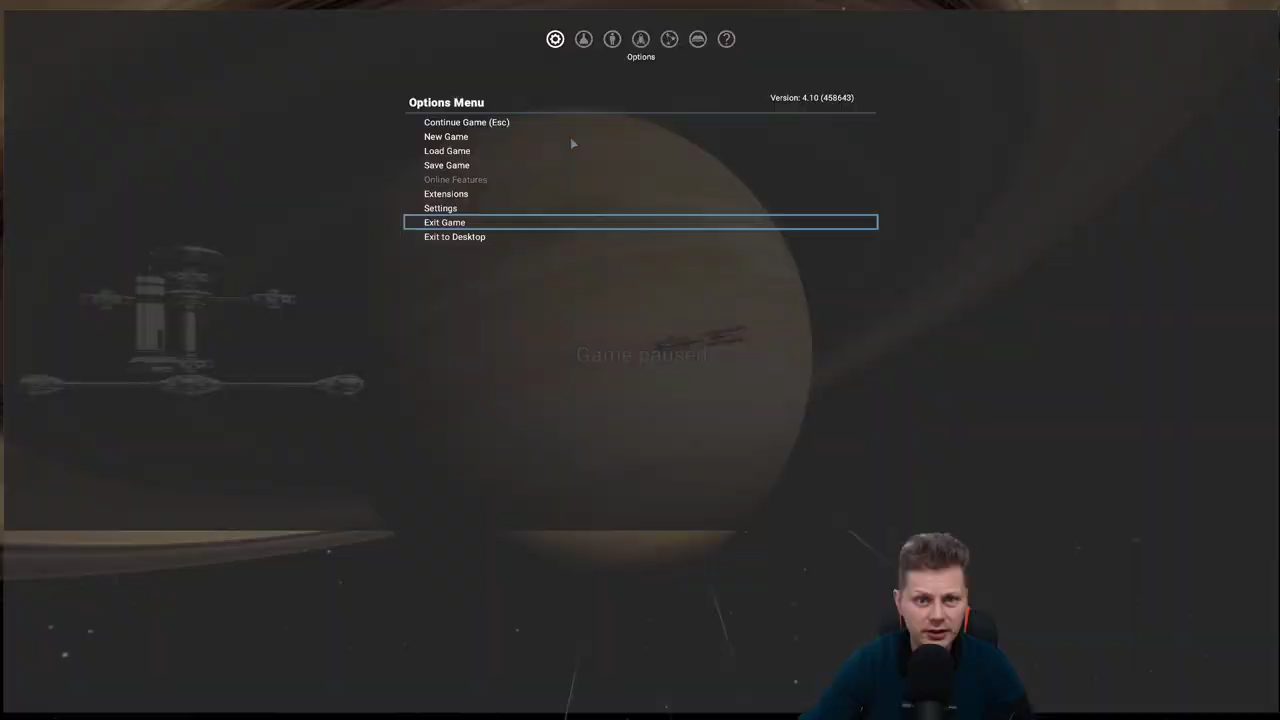 Options
Options Menu
Version: 4.10 (458643)
Continue Game (Esc)
New Game
Load Game
Save Game
Online Features
Extensions
Settings
Exit Game
Exit to Desktop
Game paused